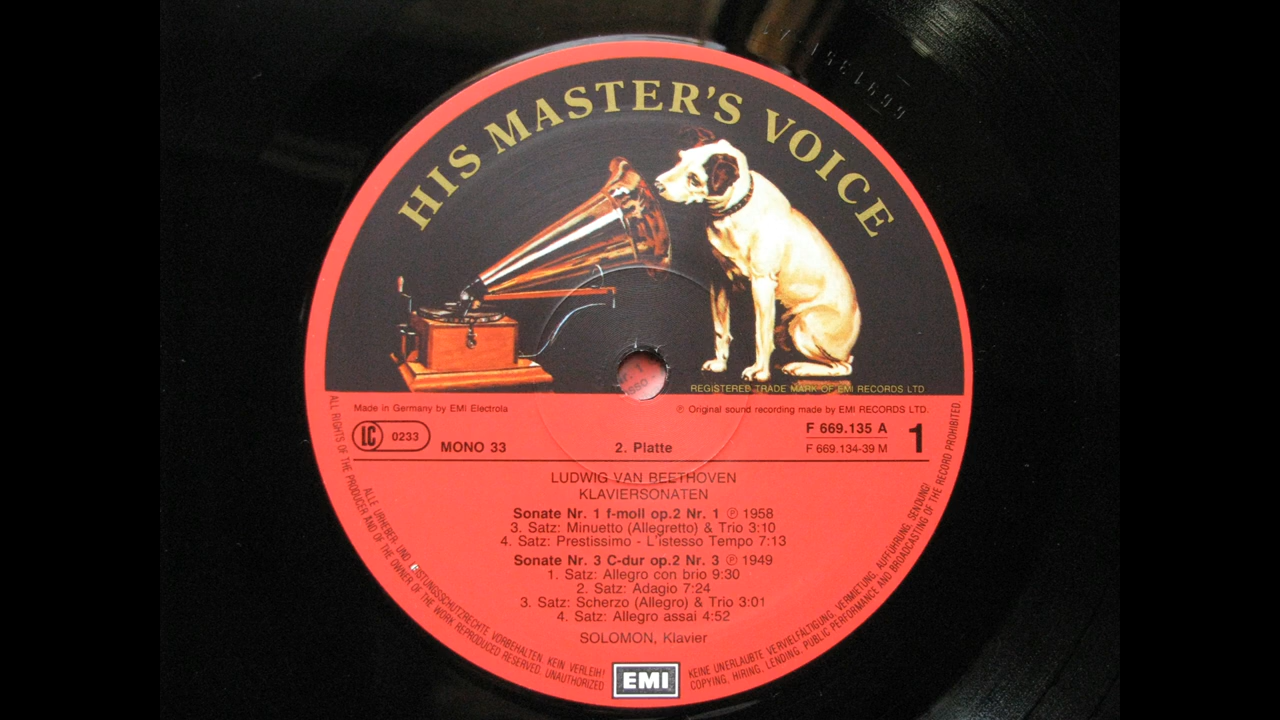 HIS MASTER'S VOICE
REGISTERED TRADE MARK OF EMI RECORDS LTD
Made in Germany by EMI Electrola
℗ Original sound recording made by EMI RECORDS LTD.
LC 0233
MONO 33
2. Platte
F 669.135 A
F 669.134-39 M
1
LUDWIG VAN BEETHOVEN
KLAVIERSONATEN
Sonate Nr. 1 f-moll op.2 Nr. 1 ℗ 1958
3. Satz: Minuetto (Allegretto) & Trio 3:10
4. Satz: Prestissimo - L'istesso Tempo 7:13
Sonate Nr. 3 C-dur op.2 Nr. 3 ℗ 1949
1. Satz: Allegro con brio 9:30
2. Satz: Adagio 7:24
3. Satz: Scherzo (Allegro) & Trio 3:01
4. Satz: Allegro assai 4:52
SOLOMON, Klavier
EMI
ALL RIGHTS OF THE PRODUCER AND OF THE OWNER OF THE WORK REPRODUCED RESERVED. UNAUTHORIZED
ALLE URHEBER- UND LEISTUNGSSCHUTZRECHTE VORBEHALTEN. KEIN VERLEIH!
KEINE UNERLAUBTE VERVIELFÄLTIGUNG, VERMIETUNG, AUFFÜHRUNG, SENDUNG!
COPYING, HIRING, LENDING, PUBLIC PERFORMANCE AND BROADCASTING OF THE RECORD PROHIBITED